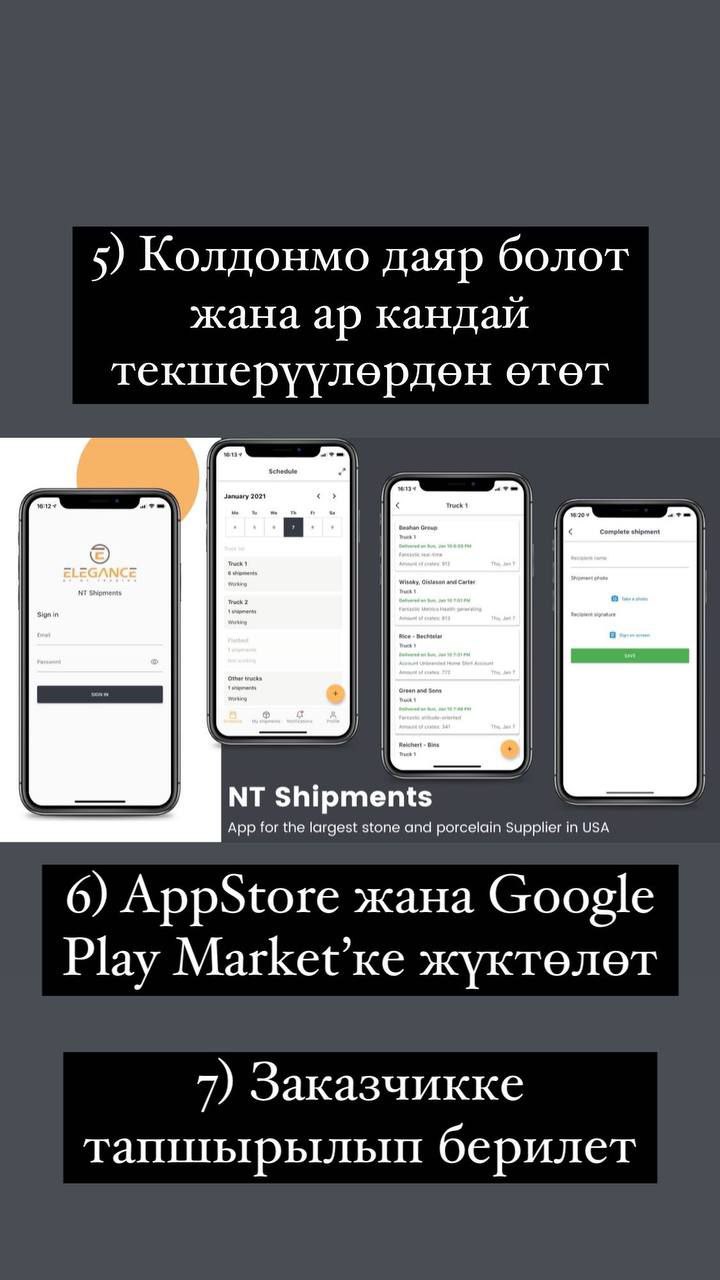 5) Колдонмо даяр болот
жана ар кандай
текшерүүлөрдөн өтөт
16:12
ELEGANCE
NT Shipments
Sign in
Email
Password
SIGN IN
16:13
Schedule
January 2021
Mo Tu We Th Fr Sa
4 5 6 7 8 9
Truck 1
6 shipments
Working
Truck 2
1 shipments
Working
Flatbed
1 shipments
Not working
Other trucks
1 shipments
Working
Schedule My shipments Notifications Profile
16:13
Truck 1
Beahan Group
Truck 1
Delivered on Sun, Jan 10 8:03 PM
Fantastic real-time
Amount of crates: 912 Thu, Jan 7
Wisoky, Gislason and Carter
Truck 1
Delivered on Sun, Jan 10 7:01 PM
Fantastic Metrics Health generating
Amount of crates: 813 Thu, Jan 7
Rice - Bechtelar
Truck 1
Delivered on Sun, Jan 10 7:01 PM
Account Unbranded Home Skirt Account
Amount of crates: 772 Thu, Jan 7
Green and Sons
Truck 1
Delivered on Sun, Jan 10 7:00 PM
Fantastic attitude-oriented
Amount of crates: 341 Thu, Jan 7
Reichert - Bins
Truck 1
16:20
Complete shipment
Recipient name
Shipment photo
Take a photo
Recipient signature
Sign on screen
SAVE
NT Shipments
App for the largest stone and porcelain Supplier in USA
6) AppStore жана Google
Play Market’ке жүктөлөт
7) Заказчикке
тапшырылып берилет